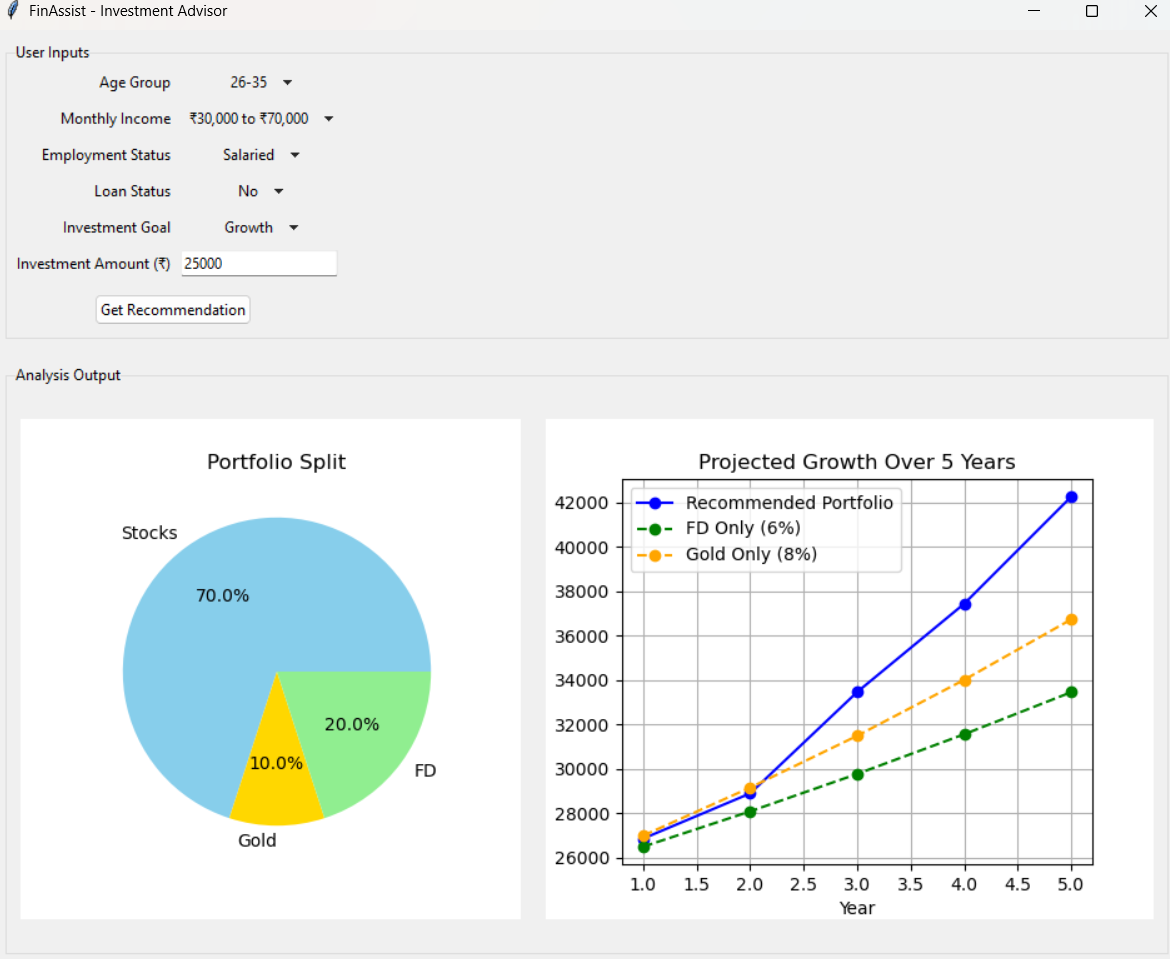 FinAssist - Investment Advisor
User Inputs
Age Group 26-35
Monthly Income ₹30,000 to ₹70,000
Employment Status Salaried
Loan Status No
Investment Goal Growth
Investment Amount (₹) 25000
Get Recommendation
Analysis Output
Portfolio Split
Stocks
70.0%
20.0%
10.0%
FD
Gold
Projected Growth Over 5 Years
Recommended Portfolio
FD Only (6%)
Gold Only (8%)
42000
40000
38000
36000
34000
32000
30000
28000
26000
1.0 1.5 2.0 2.5 3.0 3.5 4.0 4.5 5.0
Year